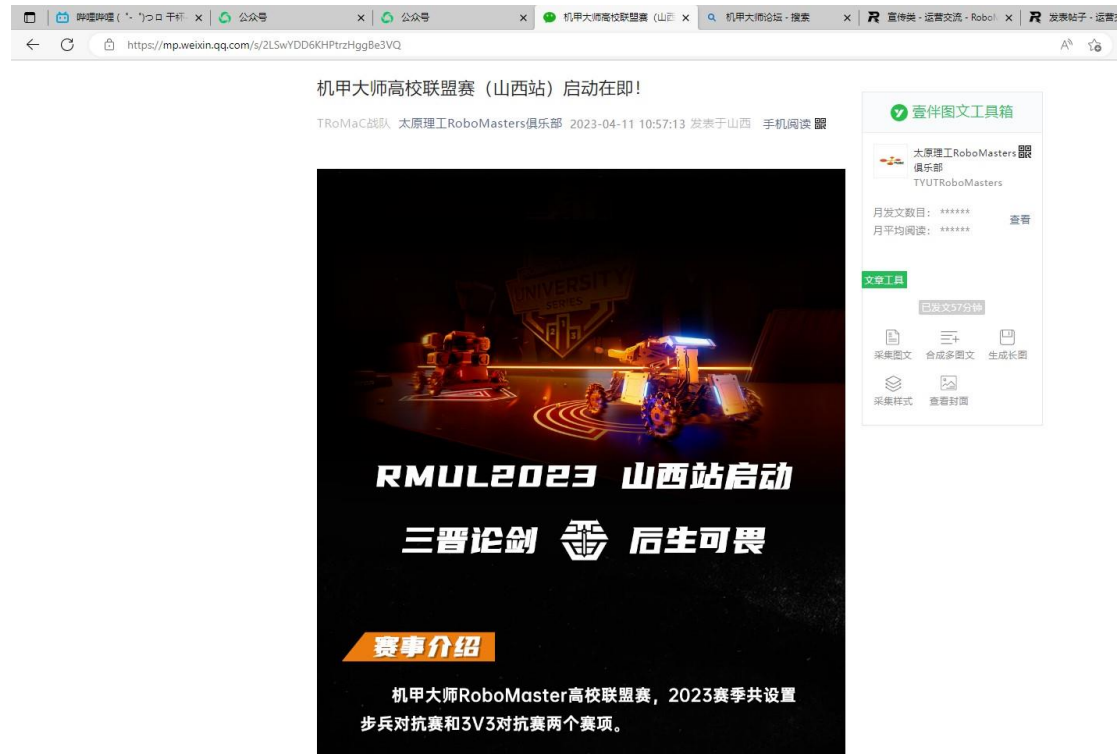 哔哩哔哩 ( ゜- ゜)つロ 干杯
公众号
公众号
机甲大师高校联盟赛（山西
机甲大师论坛 - 搜索
宣传类 - 运营交流 - Robo
发表帖子 - 运营
https://mp.weixin.qq.com/s/2LSwYDD6KHPtrzHggBe3VQ
机甲大师高校联盟赛（山西站）启动在即！
TRoMaC战队 太原理工RoboMasters俱乐部 2023-04-11 10:57:13 发表于山西 手机阅读
UNIVERSITY
SERIES
RMUL2023 山西站启动
三晋论剑 后生可畏
赛事介绍
机甲大师RoboMaster高校联盟赛，2023赛季共设置
步兵对抗赛和3V3对抗赛两个赛项。
壹伴图文工具箱
太原理工RoboMasters
俱乐部
TYUTRoboMasters
月发文数目： ******
月平均阅读： ******
查看
文章工具
已发文57分钟
采集图文 合成多图文 生成长图
采集样式 查看封面